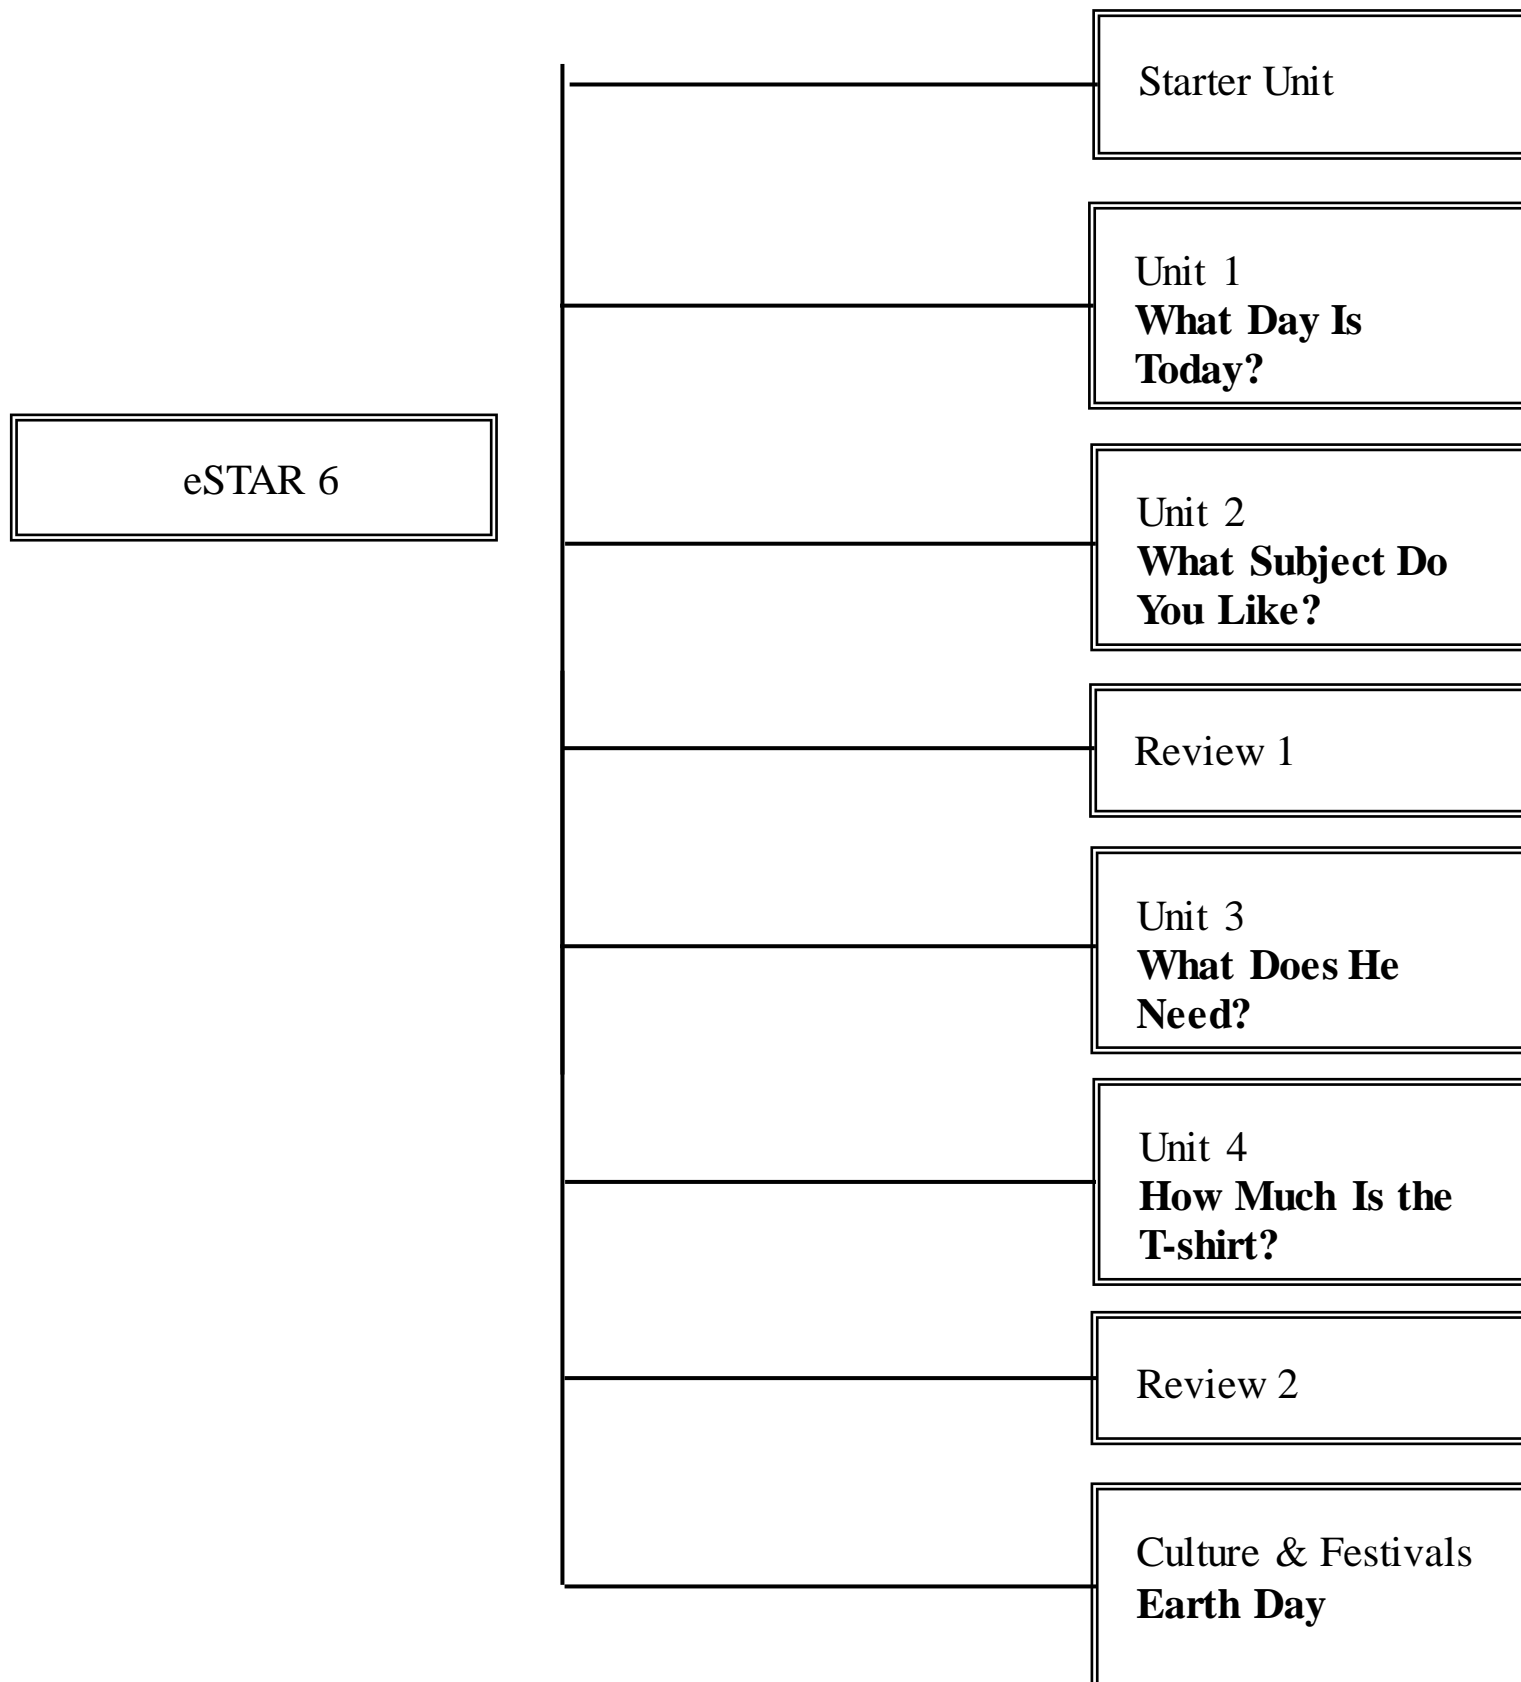 Starter Unit
Unit 1
What Day Is
Today?
eSTAR 6
Unit 2
What Subject Do
You Like?
Review 1
Unit 3
What Does He
Need?
Unit 4
How Much Is the
T-shirt?
Review 2
Culture & Festivals
Earth Day